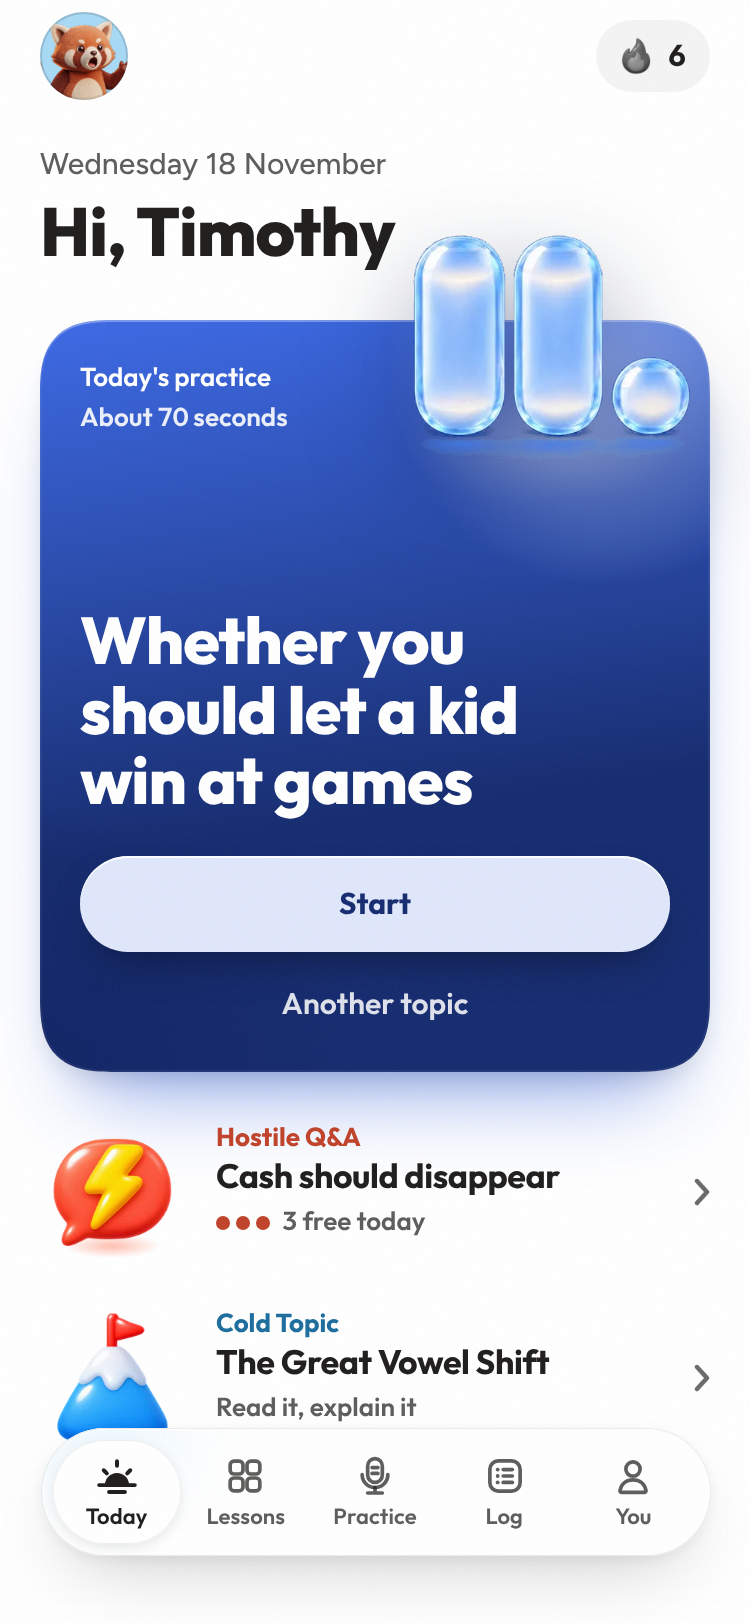 6
Wednesday 18 November
Hi, Timothy
Today's practice
About 70 seconds
Whether you
should let a kid
win at games
Start
Another topic
Hostile Q&A
Cash should disappear
3 free today
Cold Topic
The Great Vowel Shift
Read it, explain it
Today
Lessons
Practice
Log
You